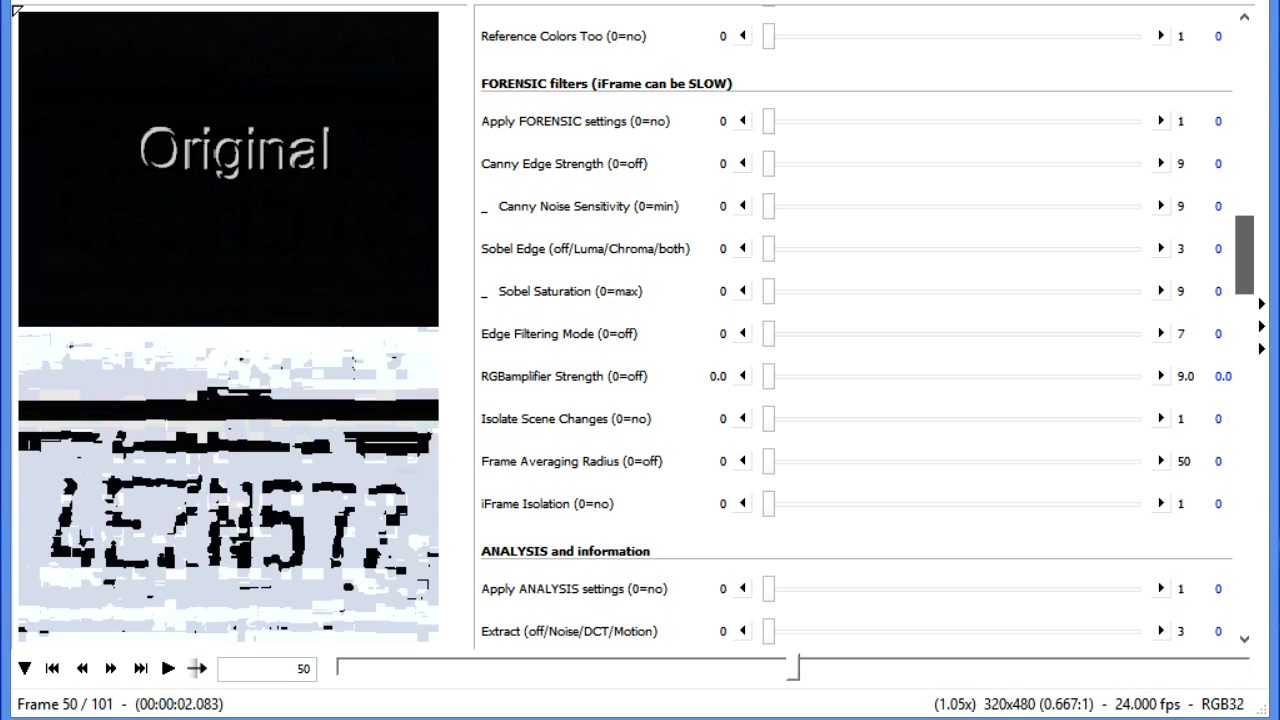 Original
4E7N572
Reference Colors Too (0=no) 0 1 0
FORENSIC filters (iFrame can be SLOW)
Apply FORENSIC settings (0=no) 0 1 0
Canny Edge Strength (0=off) 0 9 0
_ Canny Noise Sensitivity (0=min) 0 9 0
Sobel Edge (off/Luma/Chroma/both) 0 3 0
_ Sobel Saturation (0=max) 0 9 0
Edge Filtering Mode (0=off) 0 7 0
RGBamplifier Strength (0=off) 0.0 9.0 0.0
Isolate Scene Changes (0=no) 0 1 0
Frame Averaging Radius (0=off) 0 50 0
iFrame Isolation (0=no) 0 1 0
ANALYSIS and information
Apply ANALYSIS settings (0=no) 0 1 0
Extract (off/Noise/DCT/Motion) 0 3 0
50
Frame 50 / 101 - (00:00:02.083) (1.05x) 320x480 (0.667:1) - 24.000 fps - RGB32